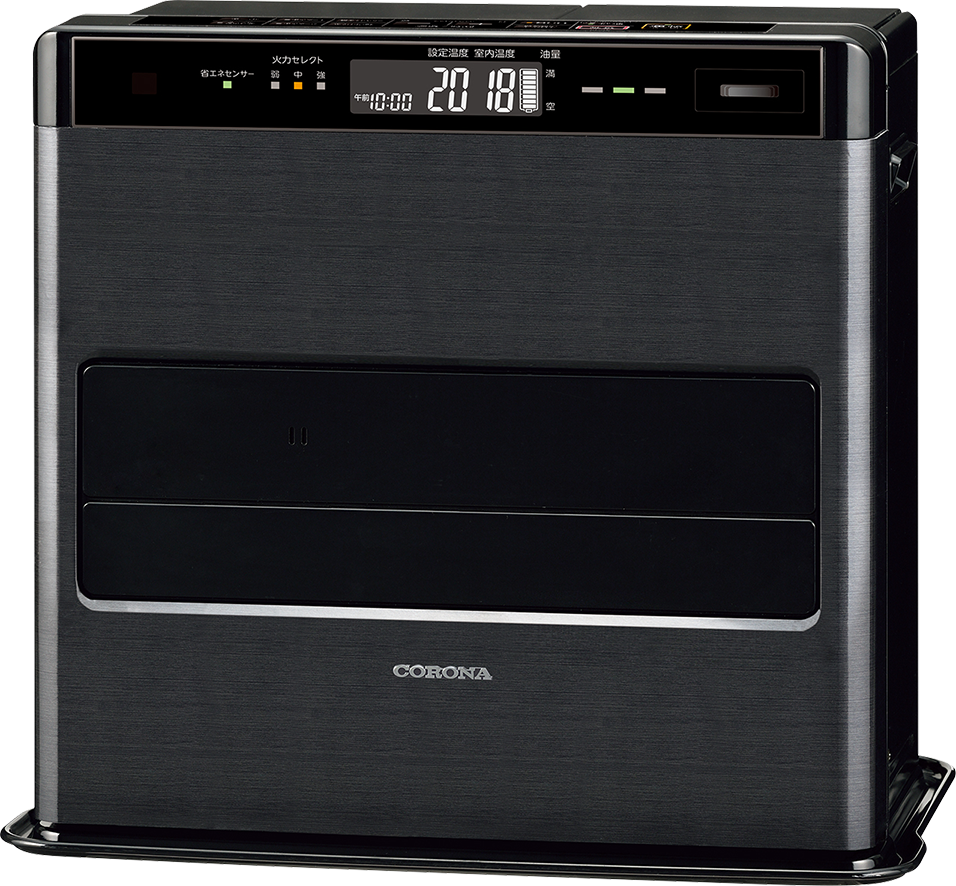 設定温度 室内温度 油量
火力セレクト
省エネセンサー 弱 中 強
満
午前10:00 20 18
空
CORONA